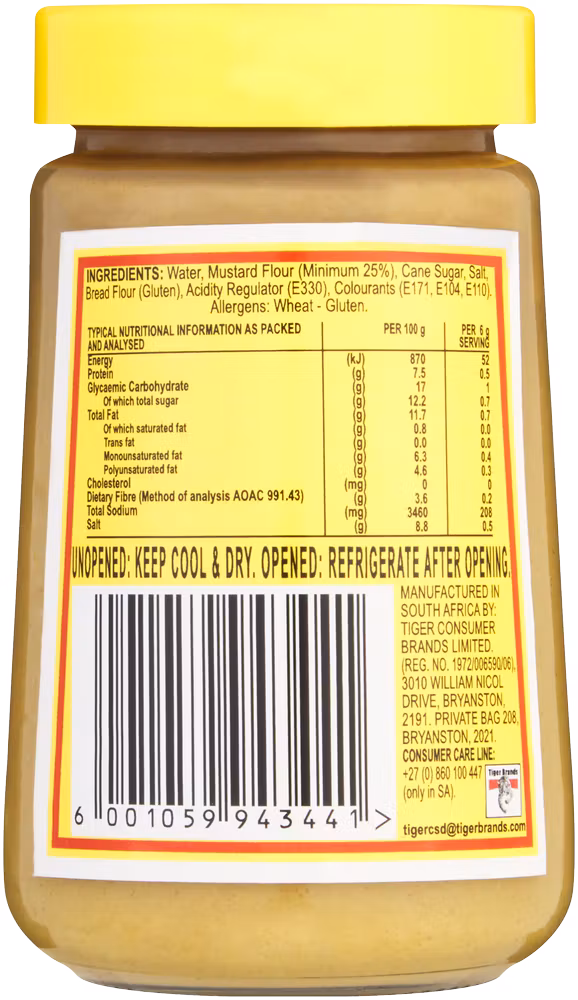 INGREDIENTS: Water, Mustard Flour (Minimum 25%), Cane Sugar, Salt,
Bread Flour (Gluten), Acidity Regulator (E330), Colourants (E171, E104, E110).
Allergens: Wheat - Gluten.
TYPICAL NUTRITIONAL INFORMATION AS PACKED AND ANALYSED PER 100 g PER 6 g SERVING
Energy (kJ) 870 52
Protein (g) 7.5 0.5
Glycaemic Carbohydrate (g) 17 1
Of which total sugar (g) 12.2 0.7
Total Fat (g) 11.7 0.7
Of which saturated fat (g) 0.8 0.0
Trans fat (g) 0.0 0.0
Monounsaturated fat (g) 6.3 0.4
Polyunsaturated fat (g) 4.6 0.3
Cholesterol (mg) 0 0
Dietary Fibre (Method of analysis AOAC 991.43) (g) 3.6 0.2
Total Sodium (mg) 3460 208
Salt (g) 8.8 0.5
UNOPENED: KEEP COOL & DRY. OPENED: REFRIGERATE AFTER OPENING.
MANUFACTURED IN
SOUTH AFRICA BY:
TIGER CONSUMER
BRANDS LIMITED.
(REG. NO. 1972/006590/06),
3010 WILLIAM NICOL
DRIVE, BRYANSTON,
2191. PRIVATE BAG 208,
BRYANSTON, 2021.
CONSUMER CARE LINE:
+27 (0) 860 100 447
(only in SA).
Tiger Brands
tigercsd@tigerbrands.com
6 001059 943441 >